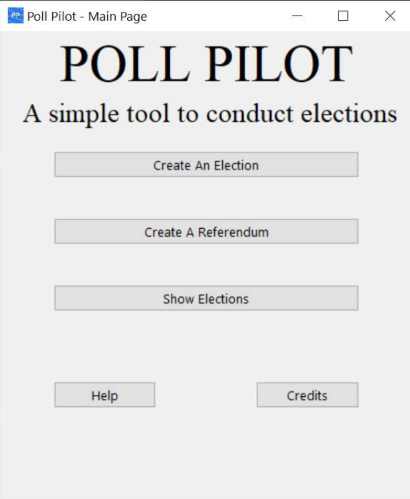 Poll Pilot - Main Page
POLL PILOT
A simple tool to conduct elections
Create An Election
Create A Referendum
Show Elections
Help
Credits